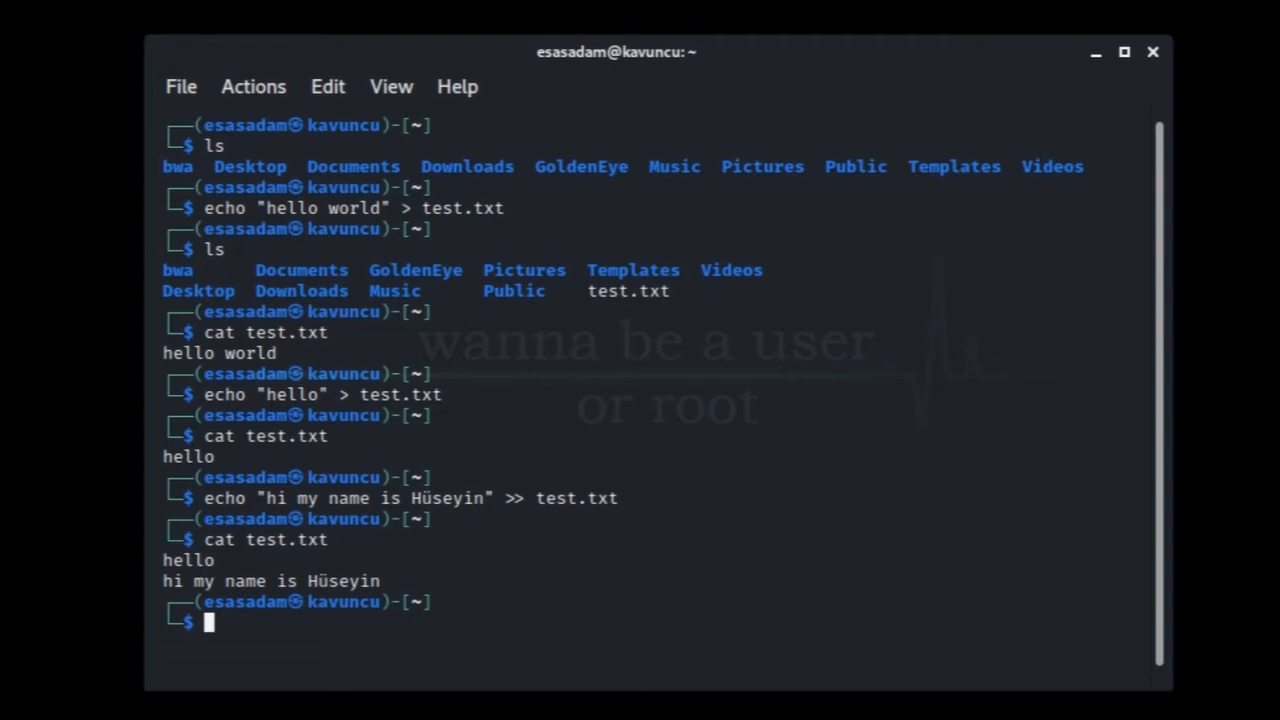 esasadam@kavuncu: ~
File Actions Edit View Help
┌──(esasadam㉿kavuncu)-[~]
└─$ ls
bwa Desktop Documents Downloads GoldenEye Music Pictures Public Templates Videos
┌──(esasadam㉿kavuncu)-[~]
└─$ echo "hello world" > test.txt
┌──(esasadam㉿kavuncu)-[~]
└─$ ls
bwa Documents GoldenEye Pictures Templates Videos
Desktop Downloads Music Public test.txt
┌──(esasadam㉿kavuncu)-[~]
└─$ cat test.txt
hello world
┌──(esasadam㉿kavuncu)-[~]
└─$ echo "hello" > test.txt
┌──(esasadam㉿kavuncu)-[~]
└─$ cat test.txt
hello
┌──(esasadam㉿kavuncu)-[~]
└─$ echo "hi my name is Hüseyin" >> test.txt
┌──(esasadam㉿kavuncu)-[~]
└─$ cat test.txt
hello
hi my name is Hüseyin
┌──(esasadam㉿kavuncu)-[~]
└─$
wanna be a user
or root